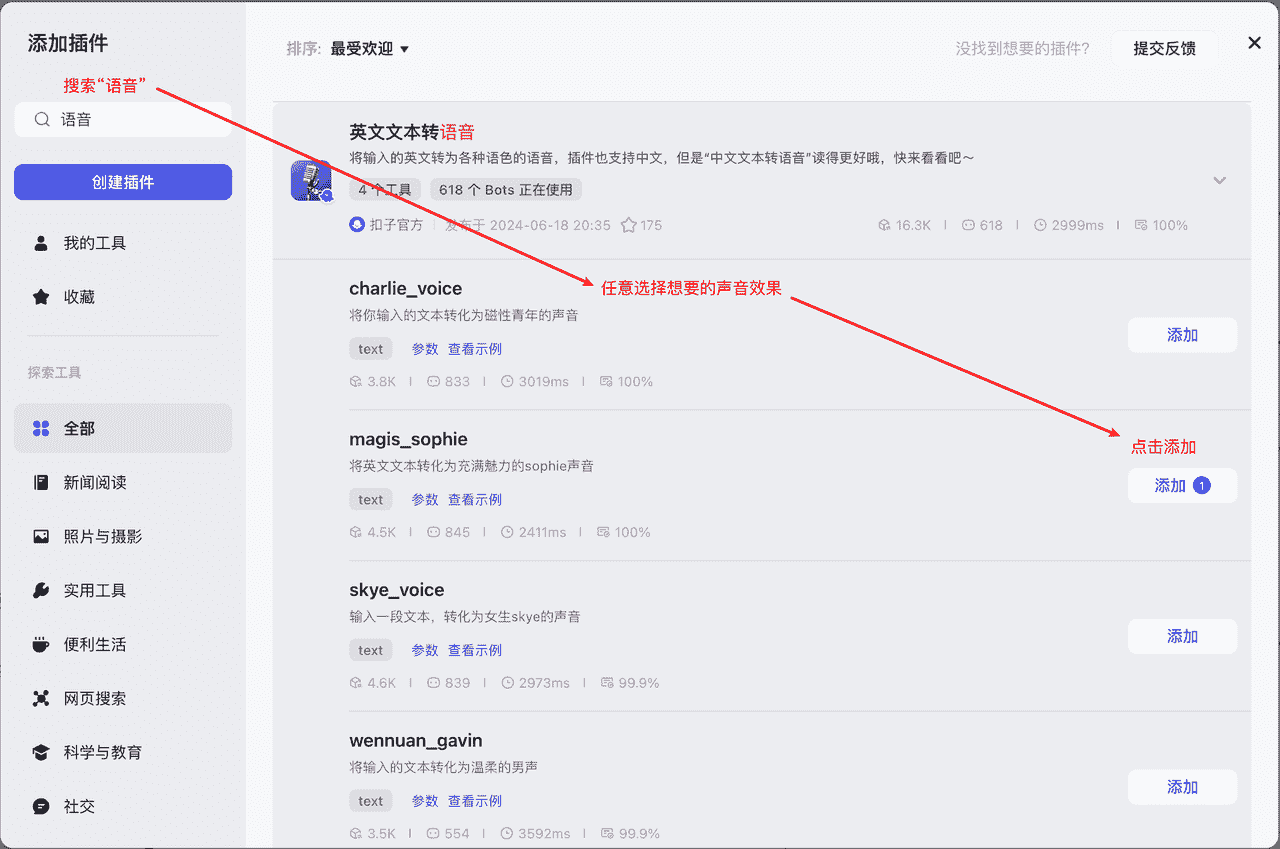 添加插件
搜索“语音”
语音
创建插件
我的工具
收藏
探索工具
全部
新闻阅读
照片与摄影
实用工具
便利生活
网页搜索
科学与教育
社交
排序: 最受欢迎
没找到想要的插件? 提交反馈
英文文本转语音
将输入的英文转为各种语色的语音，插件也支持中文，但是“中文文本转语音”读得更好哦，快来看看吧～
4 个工具 618 个 Bots 正在使用
扣子官方 发布于 2024-06-18 20:35 175
16.3K 618 2999ms 100%
charlie_voice
任意选择想要的声音效果
将你输入的文本转化为磁性青年的声音
text 参数 查看示例
3.8K 833 3019ms 100%
添加
magis_sophie
将英文文本转化为充满魅力的sophie声音
text 参数 查看示例
4.5K 845 2411ms 100%
点击添加
添加 1
skye_voice
输入一段文本，转化为女生skye的声音
text 参数 查看示例
4.6K 839 2973ms 99.9%
添加
wennuan_gavin
将输入的文本转化为温柔的男声
text 参数 查看示例
3.5K 554 3592ms 99.9%
添加